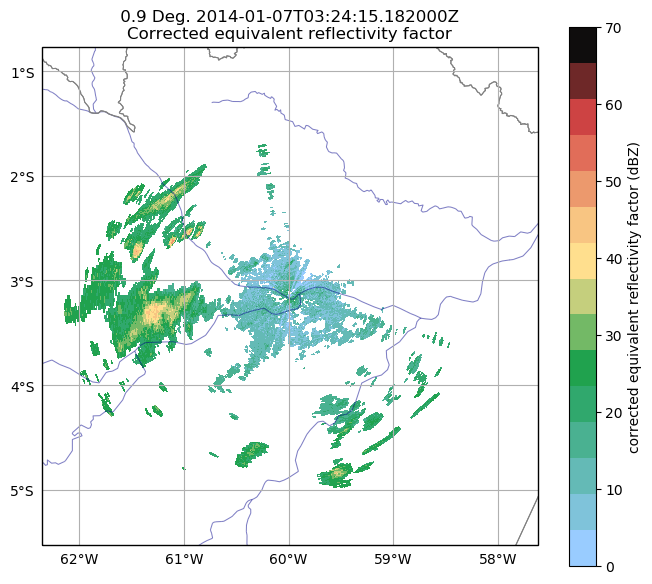 0.9 Deg. 2014-01-07T03:24:15.182000Z
Corrected equivalent reflectivity factor
1°S
2°S
3°S
4°S
5°S
62°W 61°W 60°W 59°W 58°W
70
60
50
40
30
20
10
0
corrected equivalent reflectivity factor (dBZ)